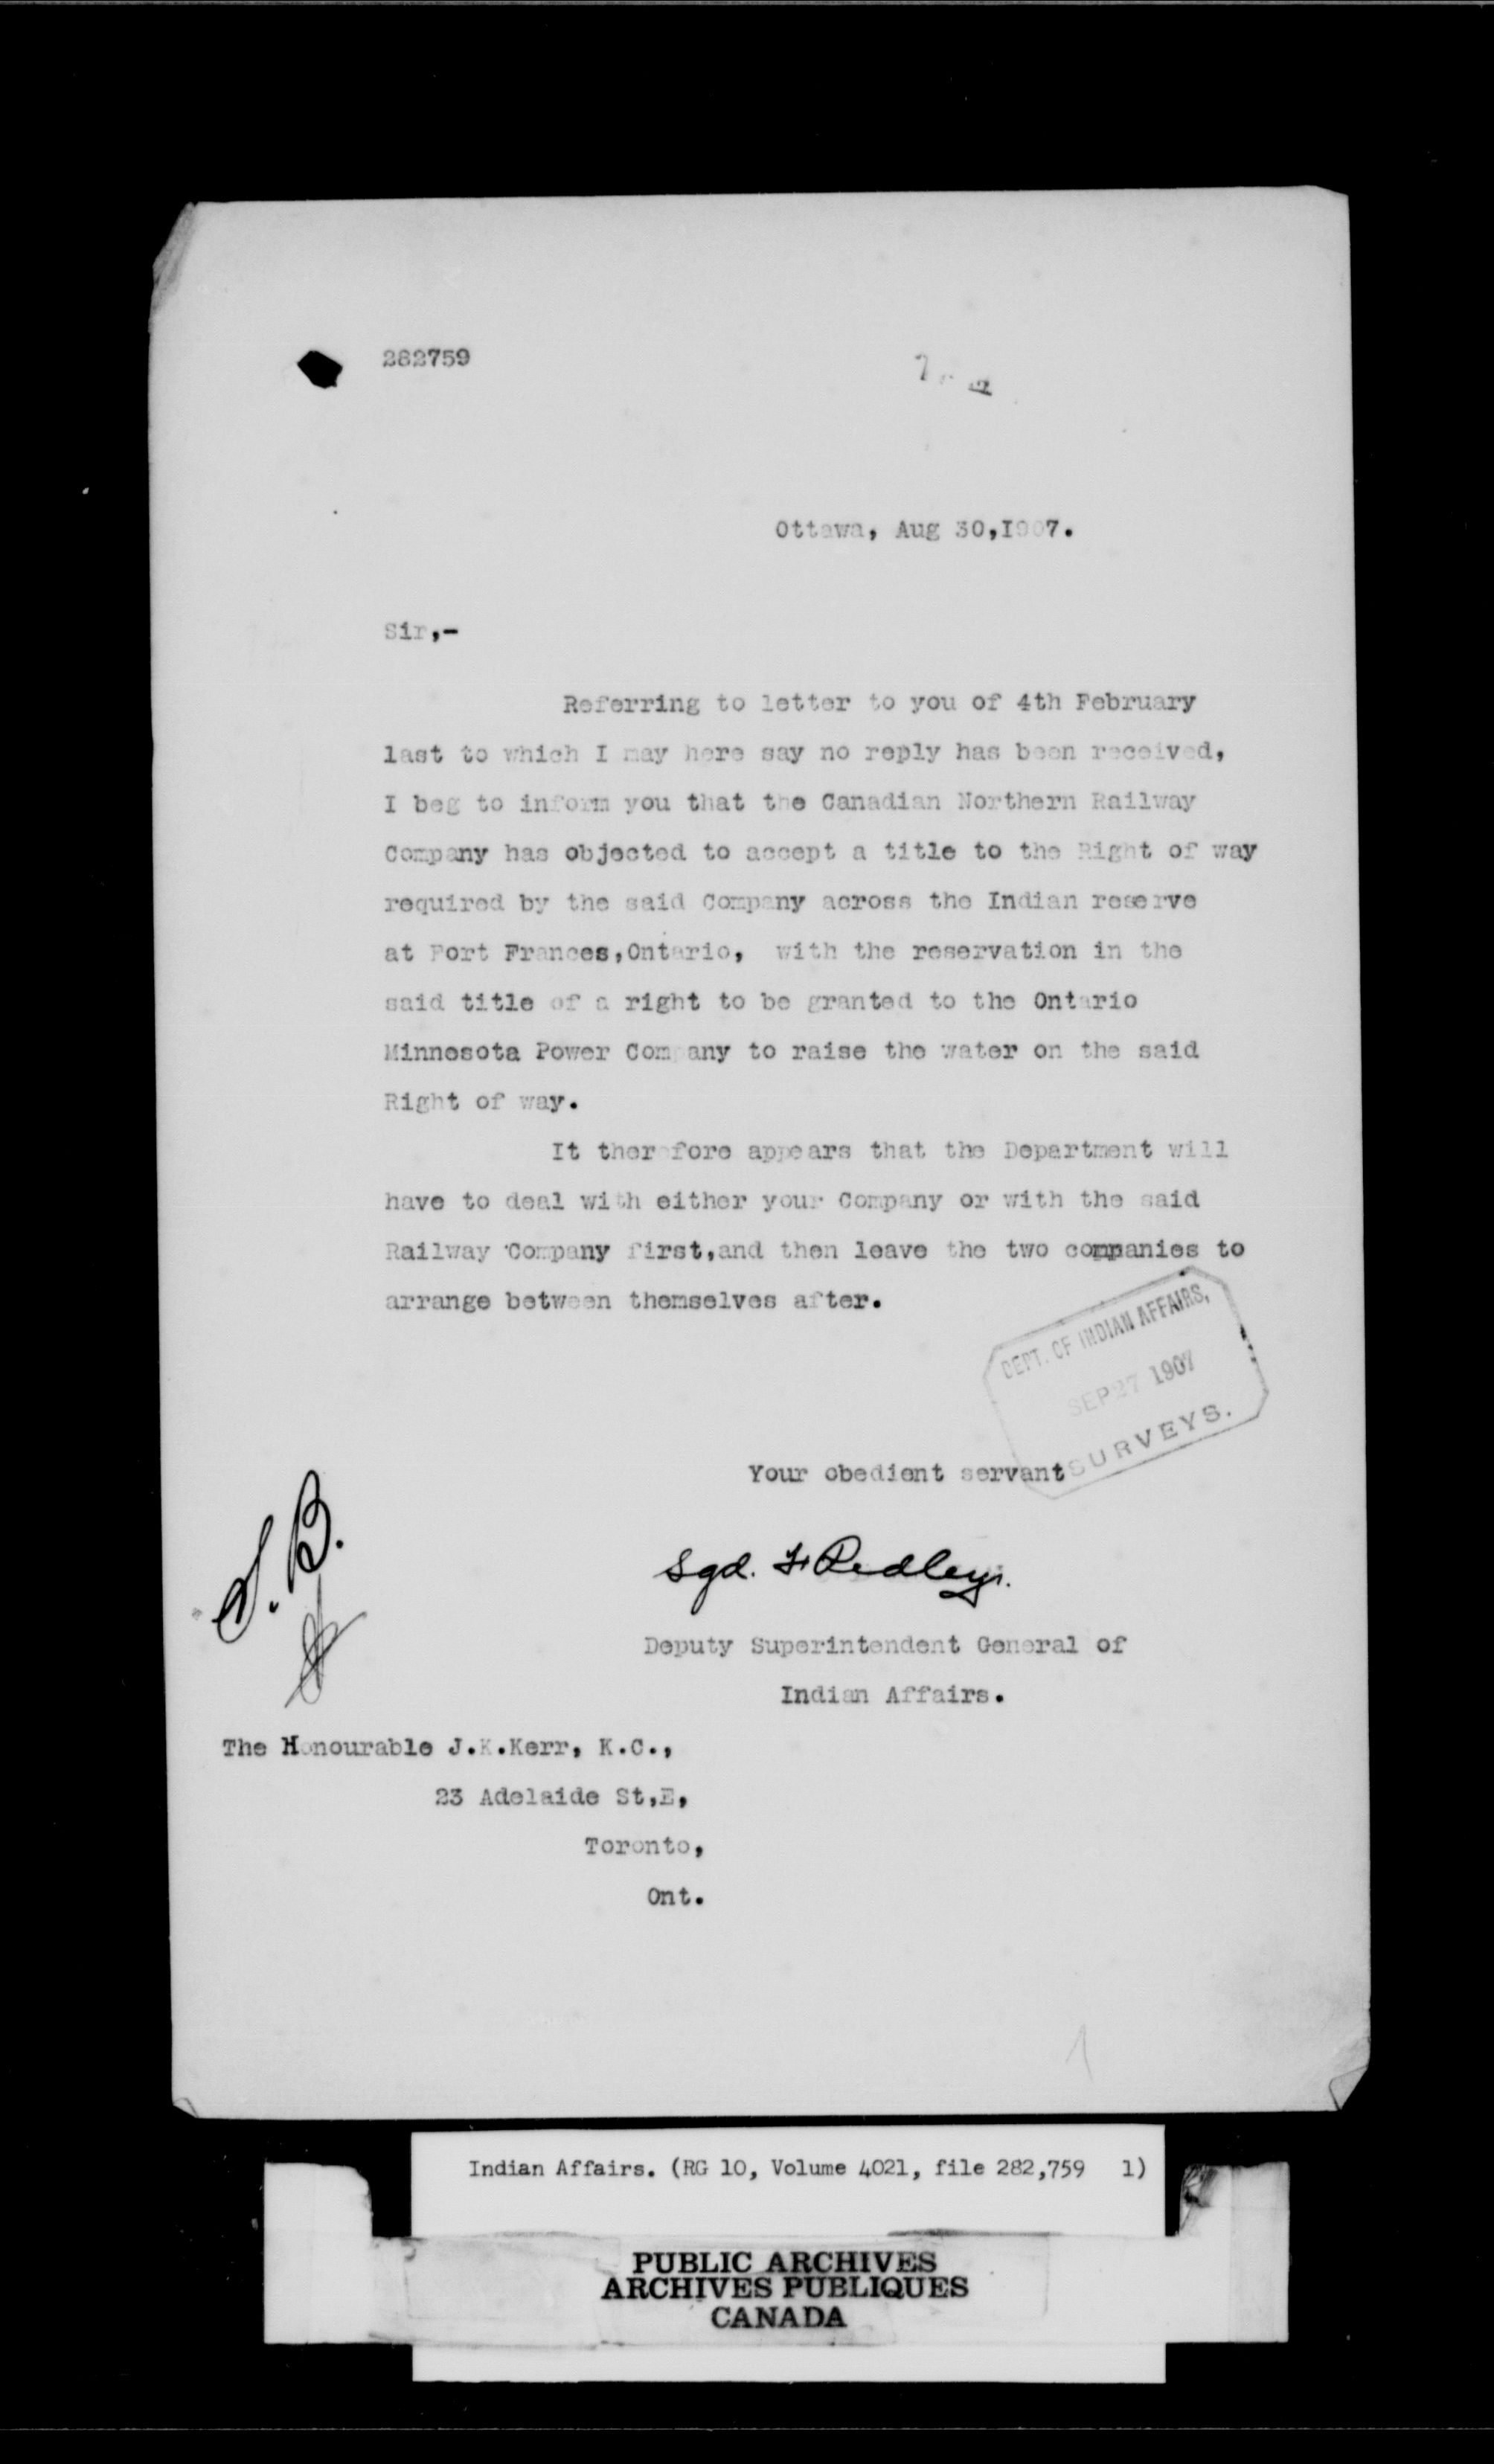 282759
Ottawa, Aug 30,I907.
Sir,-
Referring to letter to you of 4th February
last to which I may here say no reply has been received,
I beg to inform you that the Canadian Northern Railway
Company has objected to accept a title to the Right of way
required by the said Company across the Indian reserve
at Fort Frances,Ontario, with the reservation in the
said title of a right to be granted to the Ontario
Minnesota Power Company to raise the water on the said
Right of way.
It therefore appears that the Department will
have to deal with either your Company or with the said
Railway Company first,and then leave the two companies to
arrange between themselves after.
DEPT. OF INDIAN AFFAIRS,
SEP 27 1907
SURVEYS.
Your obedient servant
Sgd. F Pedley.
Deputy Superintendent General of
Indian Affairs.
S.B.
The Honourable J.K.Kerr, K.C.,
23 Adelaide St,E,
Toronto,
Ont.
1
Indian Affairs. (RG 10, Volume 4021, file 282,759 1)
PUBLIC ARCHIVES
ARCHIVES PUBLIQUES
CANADA